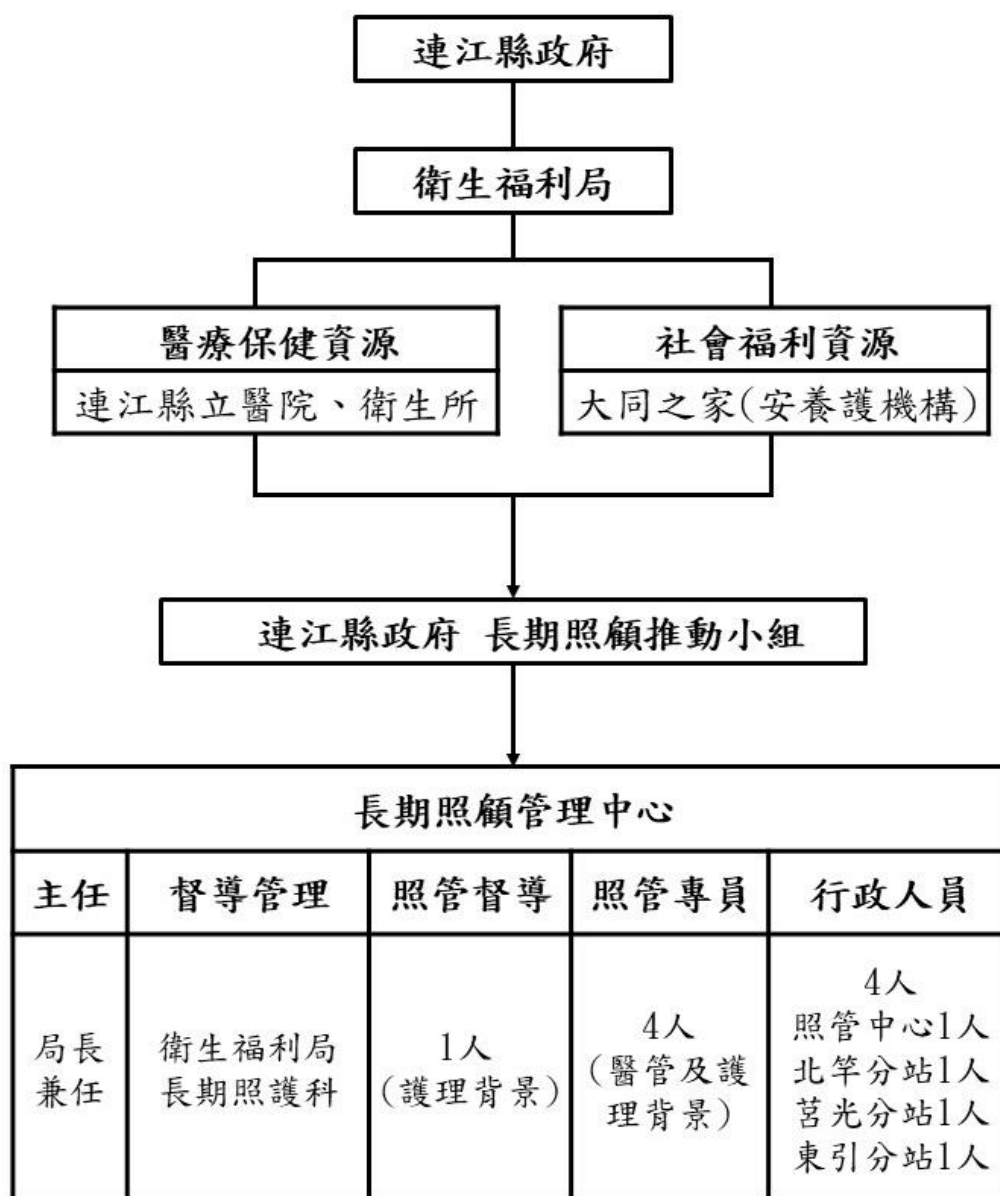 連江縣政府
衛生福利局
醫療保健資源
連江縣立醫院、衛生所
社會福利資源
大同之家(安養護機構)
連江縣政府 長期照顧推動小組
長期照顧管理中心
主任
督導管理
照管督導
照管專員
行政人員
局長
兼任
衛生福利局
長期照護科
1人
(護理背景)
4人
(醫管及護
理背景)
4人
照管中心1人
北竿分站1人
莒光分站1人
東引分站1人